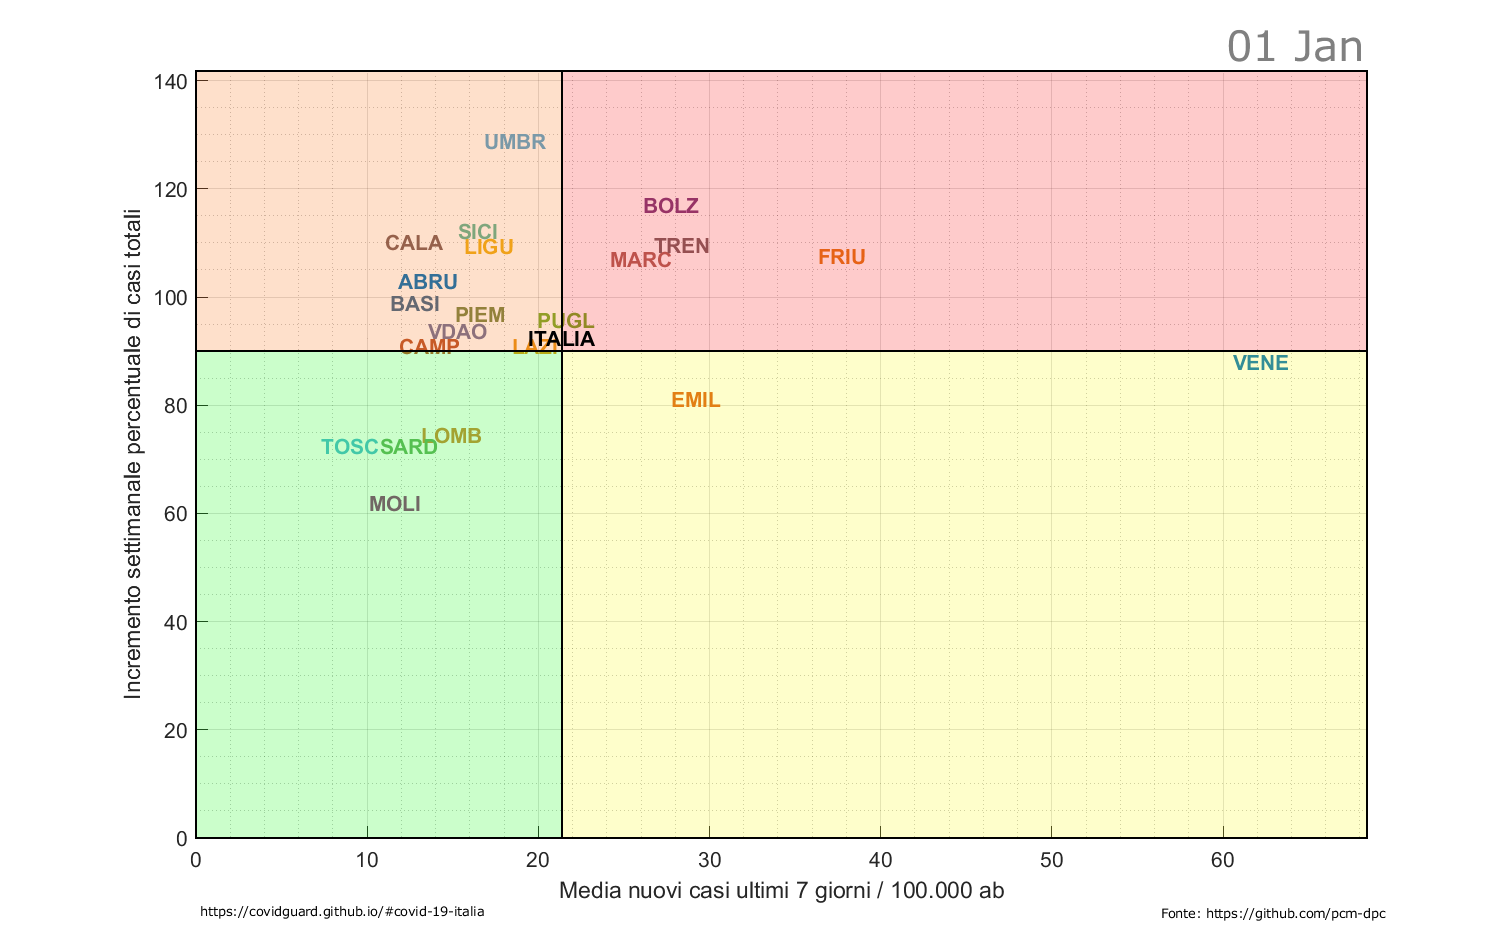 01 Jan
140
120
100
80
60
40
20
0
Incremento settimanale percentuale di casi totali
UMBR
BOLZ
SICI
CALA
LIGU
TREN
MARC
FRIU
ABRU
BASI
PIEM
PUGL
VDAO
ITALIA
CAMP
LAZI
VENE
EMIL
LOMB
TOSC
SARD
MOLI
0 10 20 30 40 50 60
Media nuovi casi ultimi 7 giorni / 100.000 ab
https://covidguard.github.io/#covid-19-italia
Fonte: https://github.com/pcm-dpc